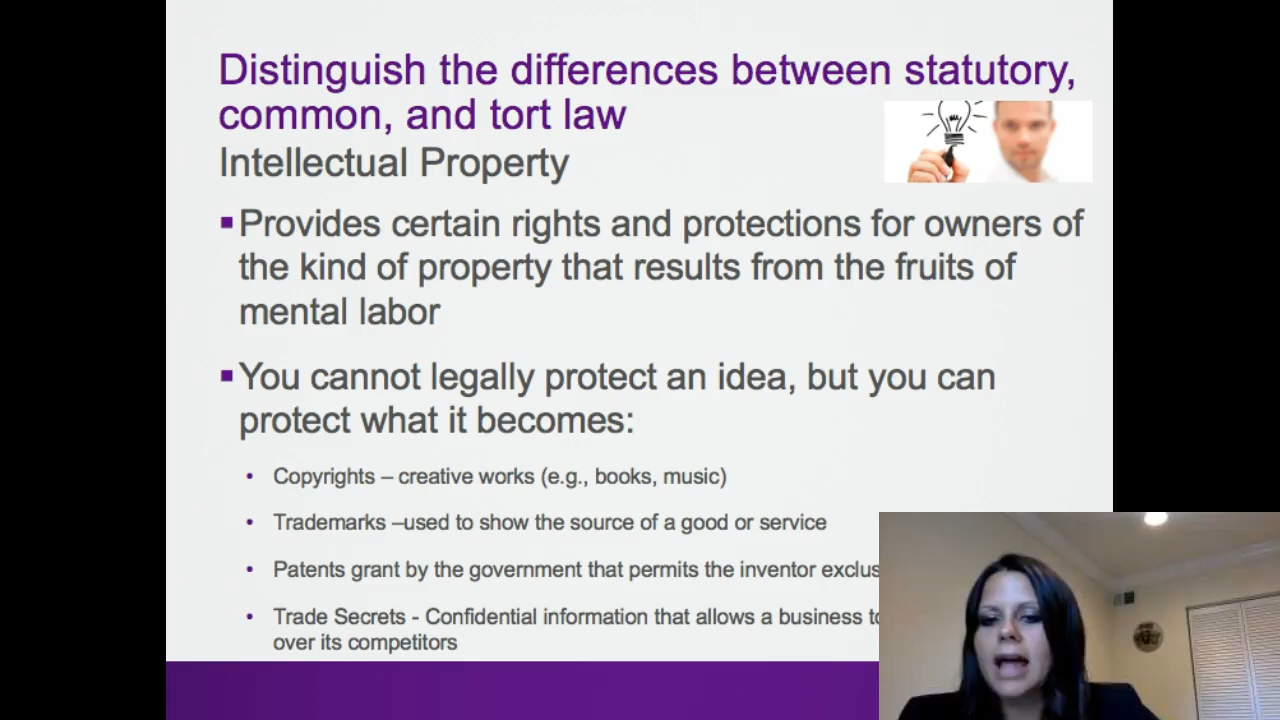 Distinguish the differences between statutory,
common, and tort law
Intellectual Property
▪Provides certain rights and protections for owners of
the kind of property that results from the fruits of
mental labor
▪You cannot legally protect an idea, but you can
protect what it becomes:
• Copyrights – creative works (e.g., books, music)
• Trademarks –used to show the source of a good or service
• Patents grant by the government that permits the inventor
• Trade Secrets - Confidential information that allows a business
over its competitors